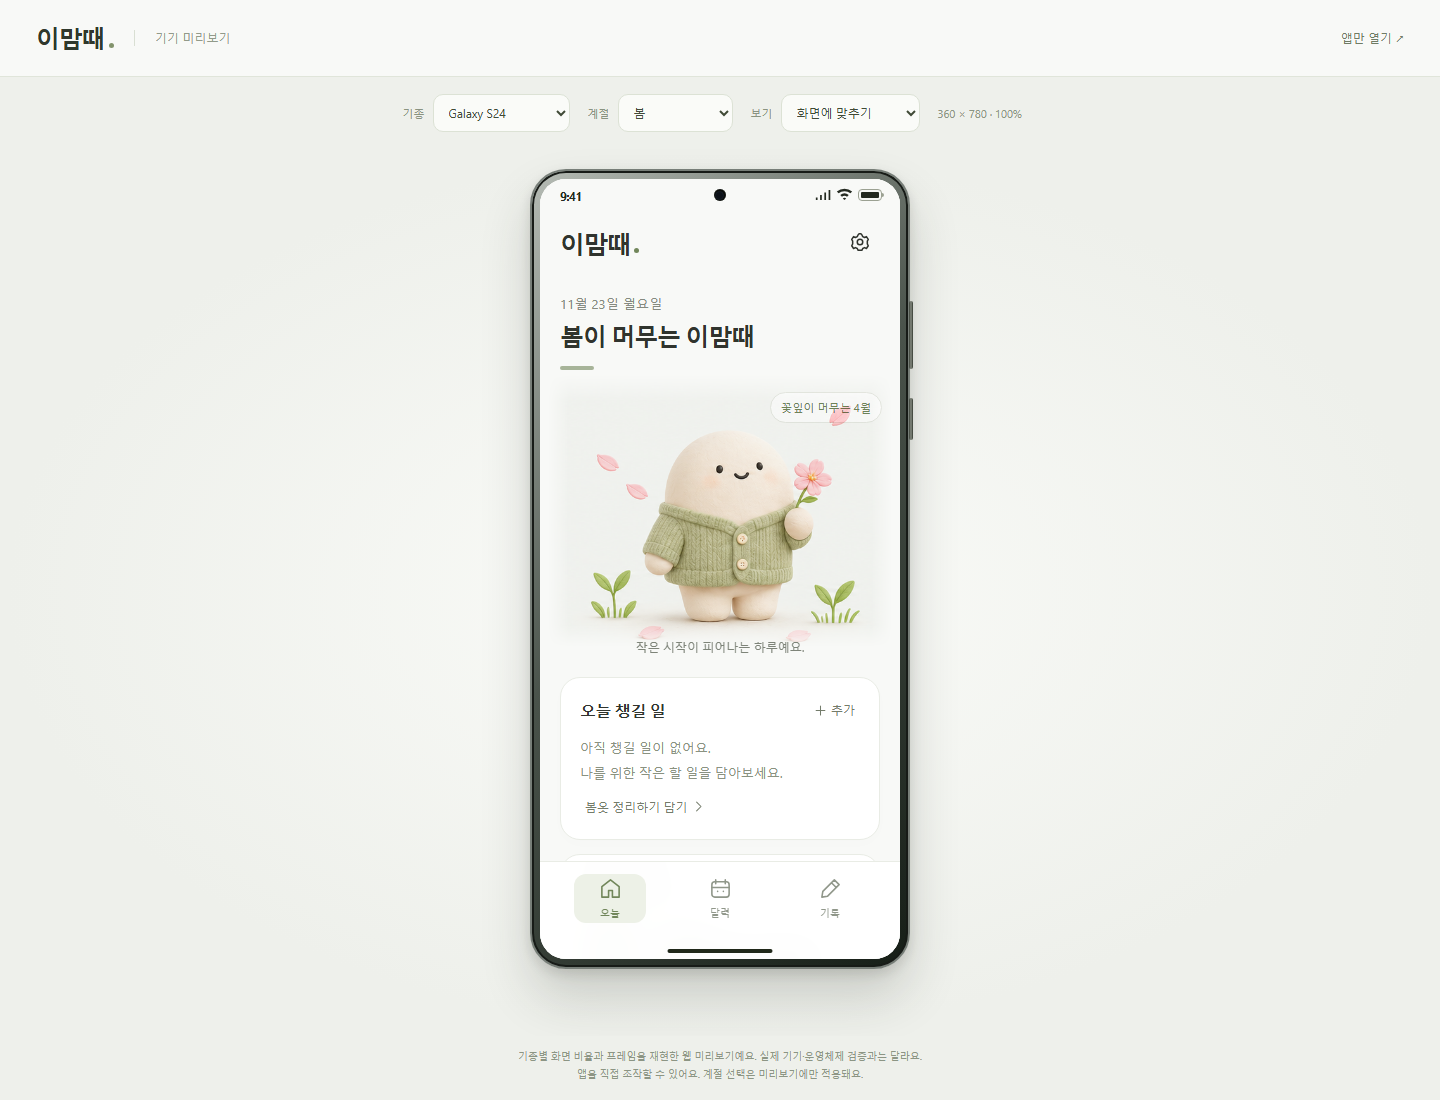 이맘때.
기기 미리보기
앱만 열기 ↗
기종 Galaxy S24 계절 봄 보기 화면에 맞추기 360 × 780 · 100%
9:41
이맘때.
11월 23일 월요일
봄이 머무는 이맘때
꽃잎이 머무는 4월
작은 시작이 피어나는 하루예요.
오늘 챙길 일
+ 추가
아직 챙길 일이 없어요.
나를 위한 작은 할 일을 담아보세요.
봄옷 정리하기 담기 >
오늘 달력 기록
기종별 화면 비율과 프레임을 재현한 웹 미리보기예요. 실제 기기·운영체제 검증과는 달라요.
앱을 직접 조작할 수 있어요. 계절 선택은 미리보기에만 적용돼요.